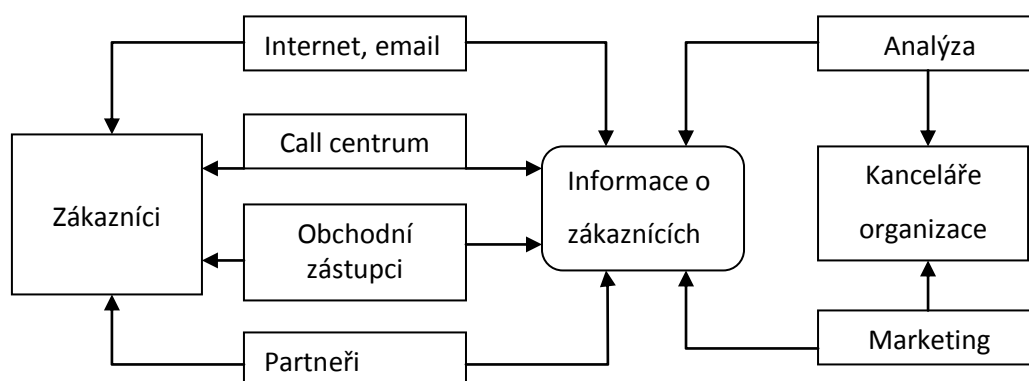 Internet, email
Analýza
Call centrum
Zákazníci
Informace o
zákaznících
Kanceláře
organizace
Obchodní
zástupci
Partneři
Marketing